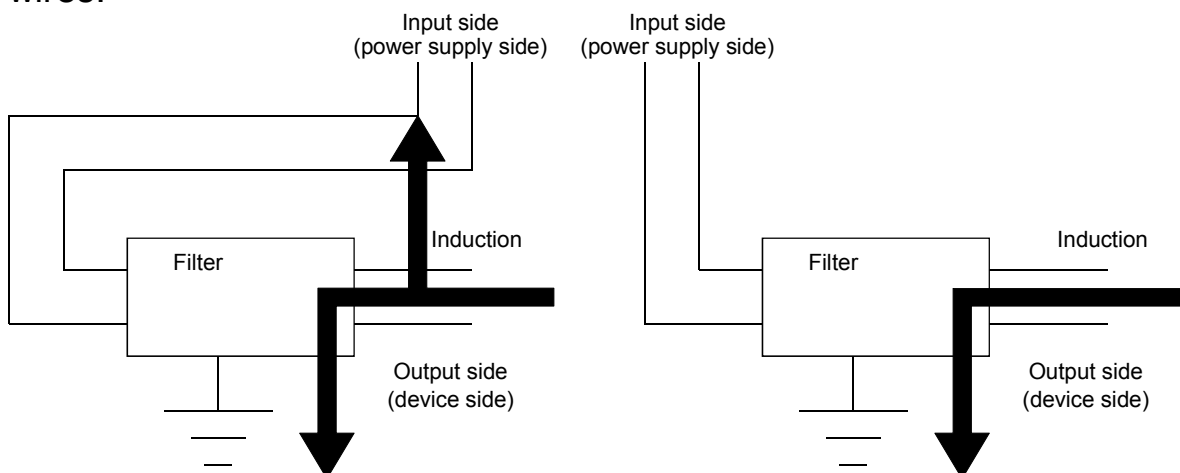 Input side
(power supply side)
Input side
(power supply side)
Filter
Induction
Output side
(device side)
Filter
Induction
Output side
(device side)